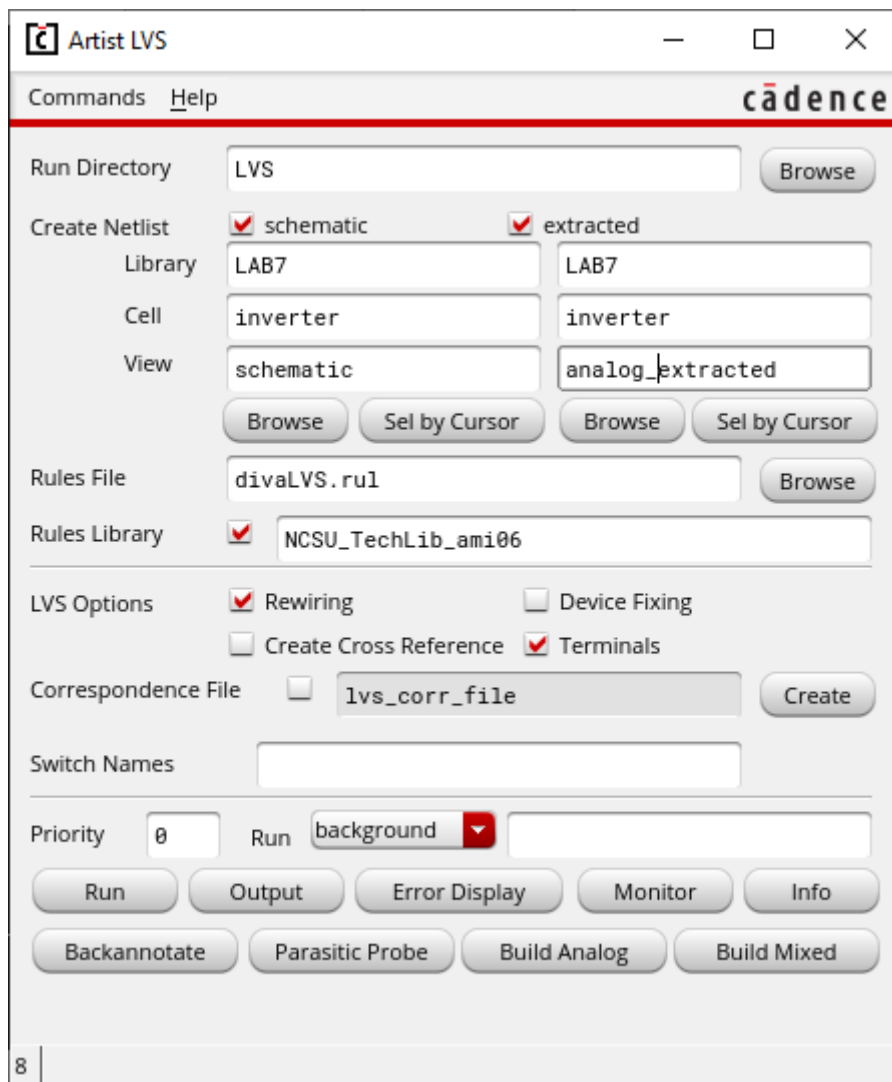 Artist LVS
Commands Help cādence
Run Directory LVS Browse
Create Netlist schematic extracted
Library LAB7 LAB7
Cell inverter inverter
View schematic analog_extracted
Browse Sel by Cursor Browse Sel by Cursor
Rules File divaLVS.rul Browse
Rules Library NCSU_TechLib_ami06
LVS Options Rewiring Device Fixing
Create Cross Reference Terminals
Correspondence File lvs_corr_file Create
Switch Names
Priority 0 Run background
Run Output Error Display Monitor Info
Backannotate Parasitic Probe Build Analog Build Mixed
8